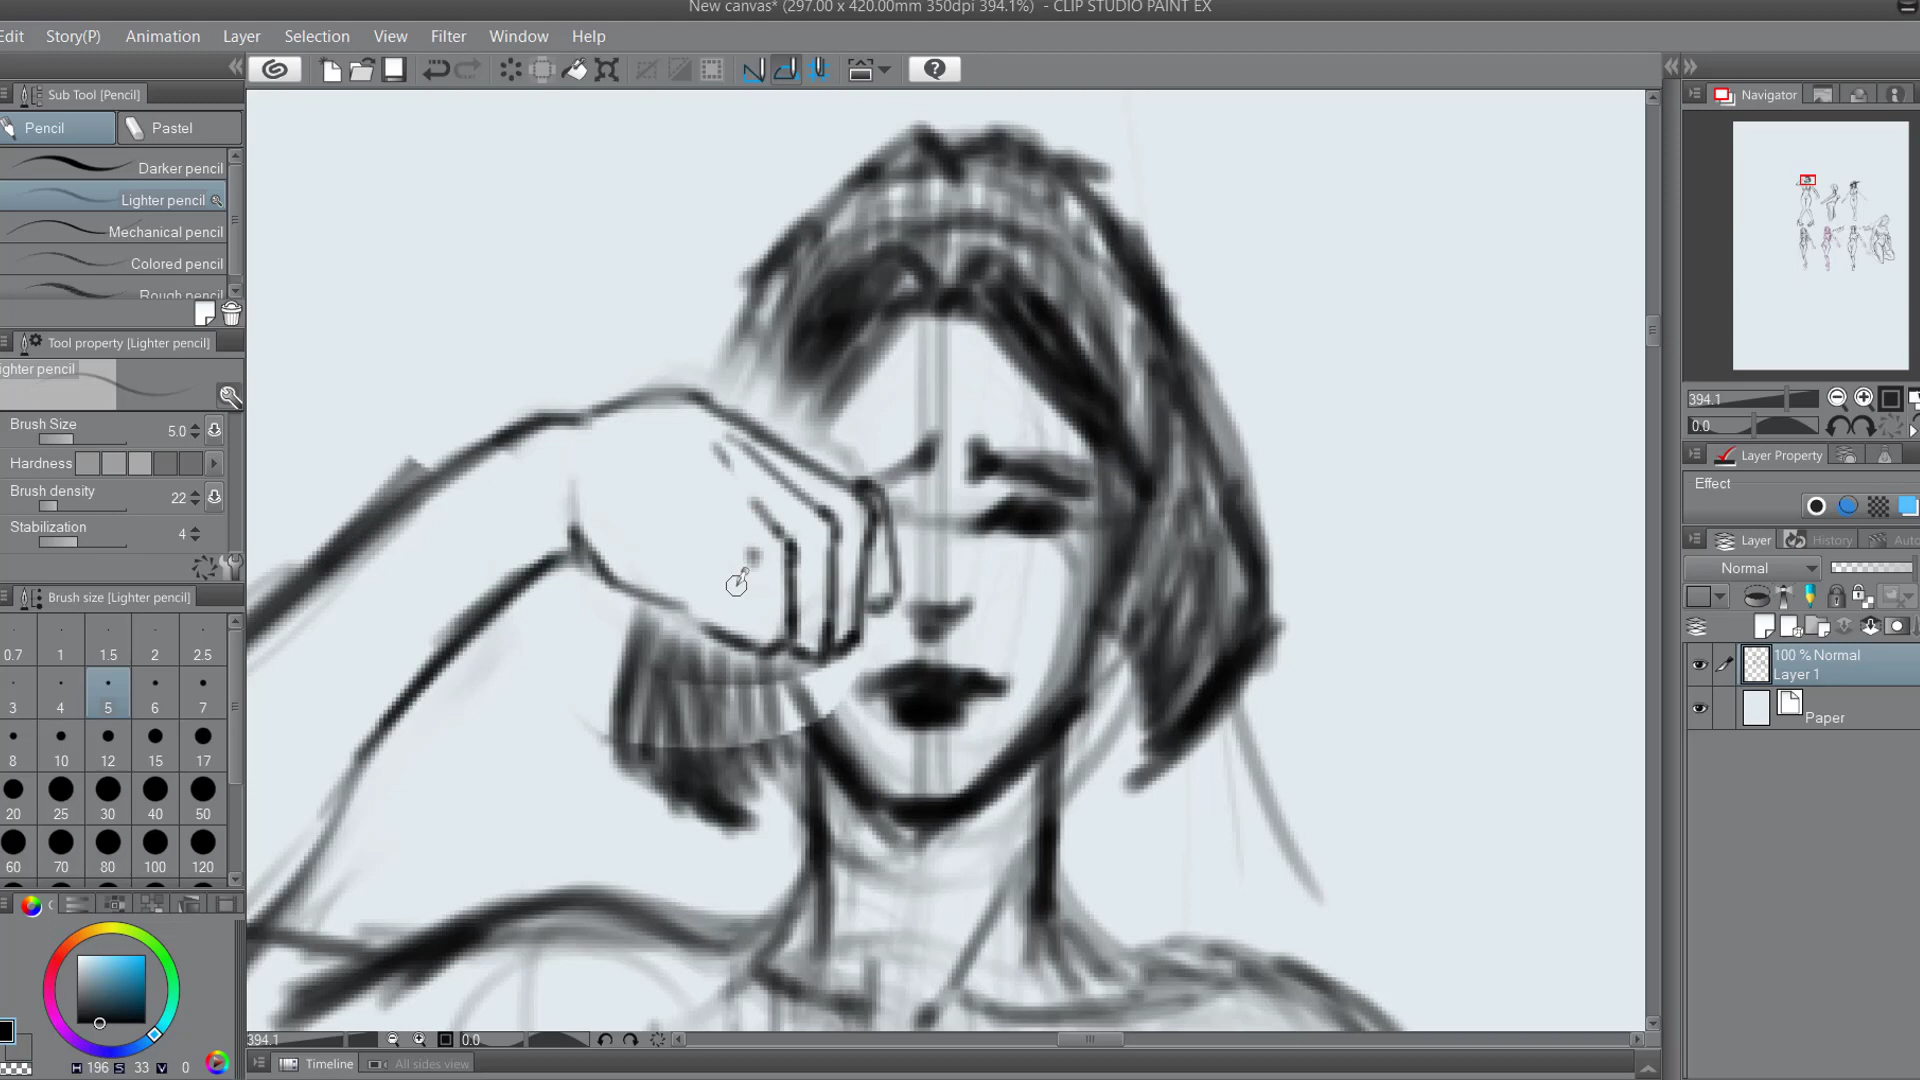 New canvas* (297.00 x 420.00mm 350dpi 394.1%) - CLIP STUDIO PAINT EX
Edit Story(P) Animation Layer Selection View Filter Window Help
Sub Tool [Pencil]
Pencil Pastel
Darker pencil
Lighter pencil
Mechanical pencil
Colored pencil
Rough pencil
Tool property [Lighter pencil]
ighter pencil
Brush Size 5.0
Hardness
Brush density 22
Stabilization 4
Brush size [Lighter pencil]
0.7 1 1.5 2 2.5
3 4 5 6 7
8 10 12 15 17
20 25 30 40 50
60 70 80 100 120
H 196 S 33 V 0
394.1 0.0
Timeline All sides view
Navigator
394.1
0.0
Layer Property
Effect
Layer History Auto
Normal
100 % Normal
Layer 1
Paper